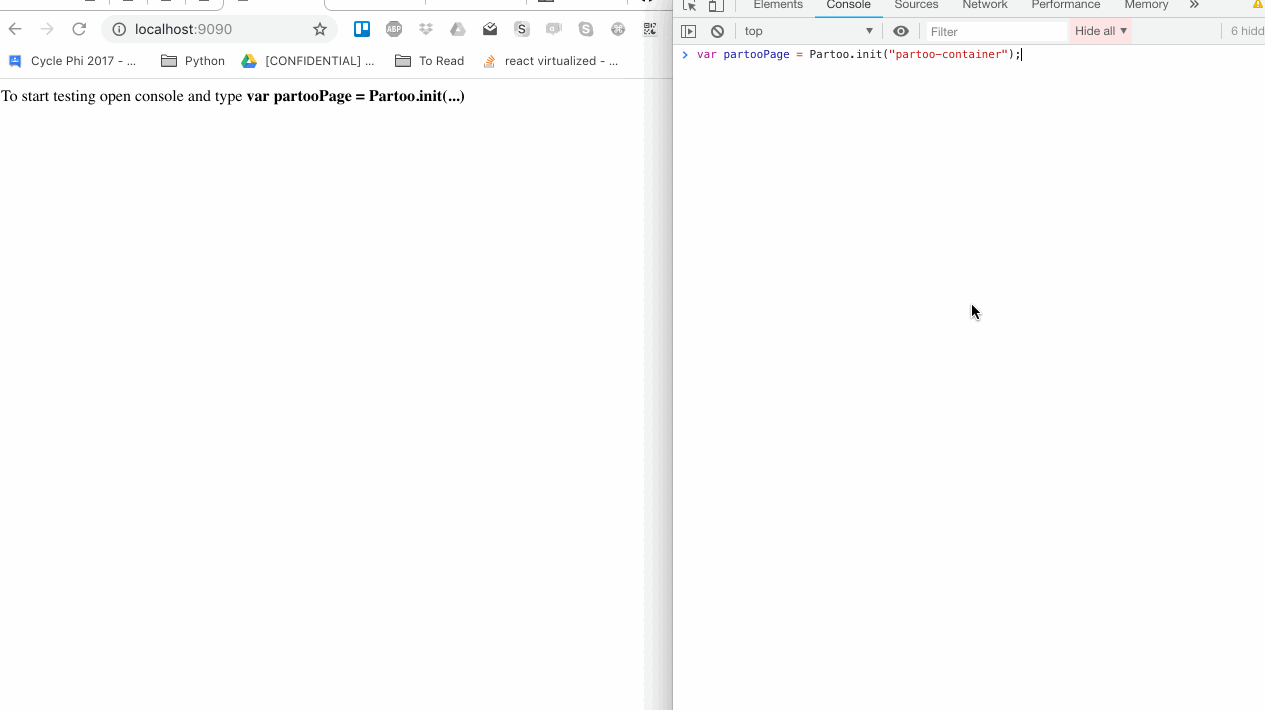 localhost:9090
ABP
S
Cycle Phi 2017 - ...
Python
[CONFIDENTIAL] ...
To Read
react virtualized - ...
To start testing open console and type var partooPage = Partoo.init(...)
Elements
Console
Sources
Network
Performance
Memory
top
Filter
Hide all
6 hidd
var partooPage = Partoo.init("partoo-container");